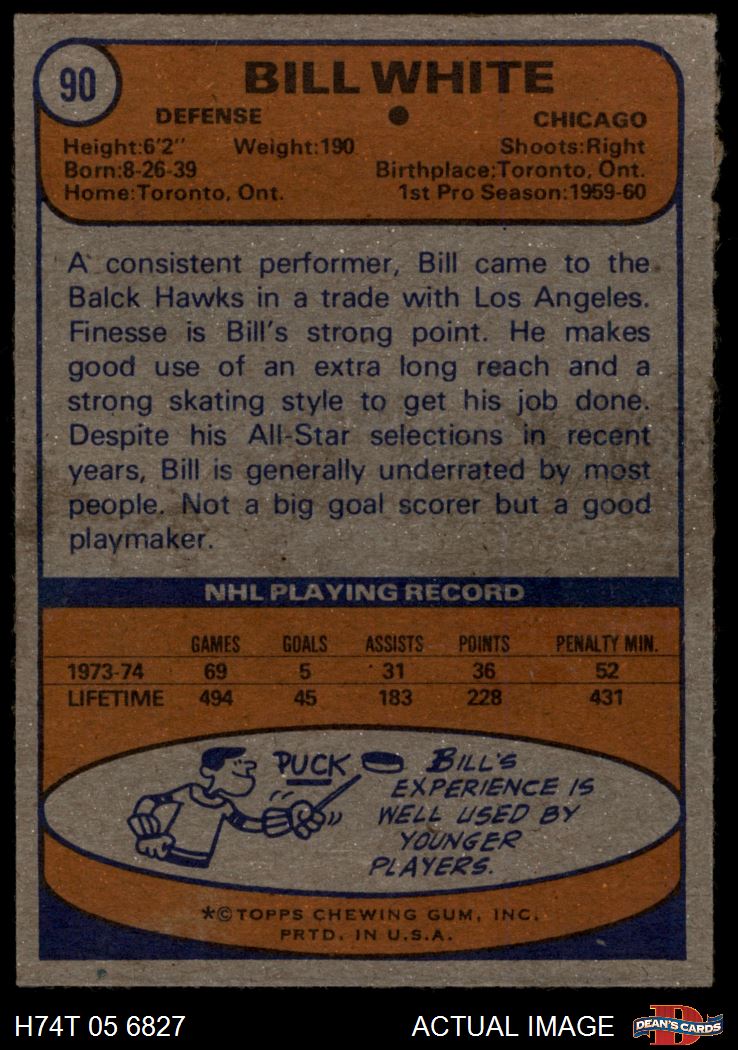 90
BILL WHITE
DEFENSE
CHICAGO
Height:6'2" Weight:190 Shoots:Right
Born:8-26-39 Birthplace:Toronto, Ont.
Home:Toronto, Ont. 1st Pro Season:1959-60
A consistent performer, Bill came to the
Balck Hawks in a trade with Los Angeles.
Finesse is Bill's strong point. He makes
good use of an extra long reach and a
strong skating style to get his job done.
Despite his All-Star selections in recent
years, Bill is generally underrated by most
people. Not a big goal scorer but a good
playmaker.
NHL PLAYING RECORD
GAMES GOALS ASSISTS POINTS PENALTY MIN.
1973-74 69 5 31 36 52
LIFETIME 494 45 183 228 431
PUCK
BILL'S
EXPERIENCE IS
WELL USED BY
YOUNGER
PLAYERS.
*©TOPPS CHEWING GUM, INC.
PRTD. IN U.S.A.
H74T 05 6827 ACTUAL IMAGE
D
DEAN'S CARDS